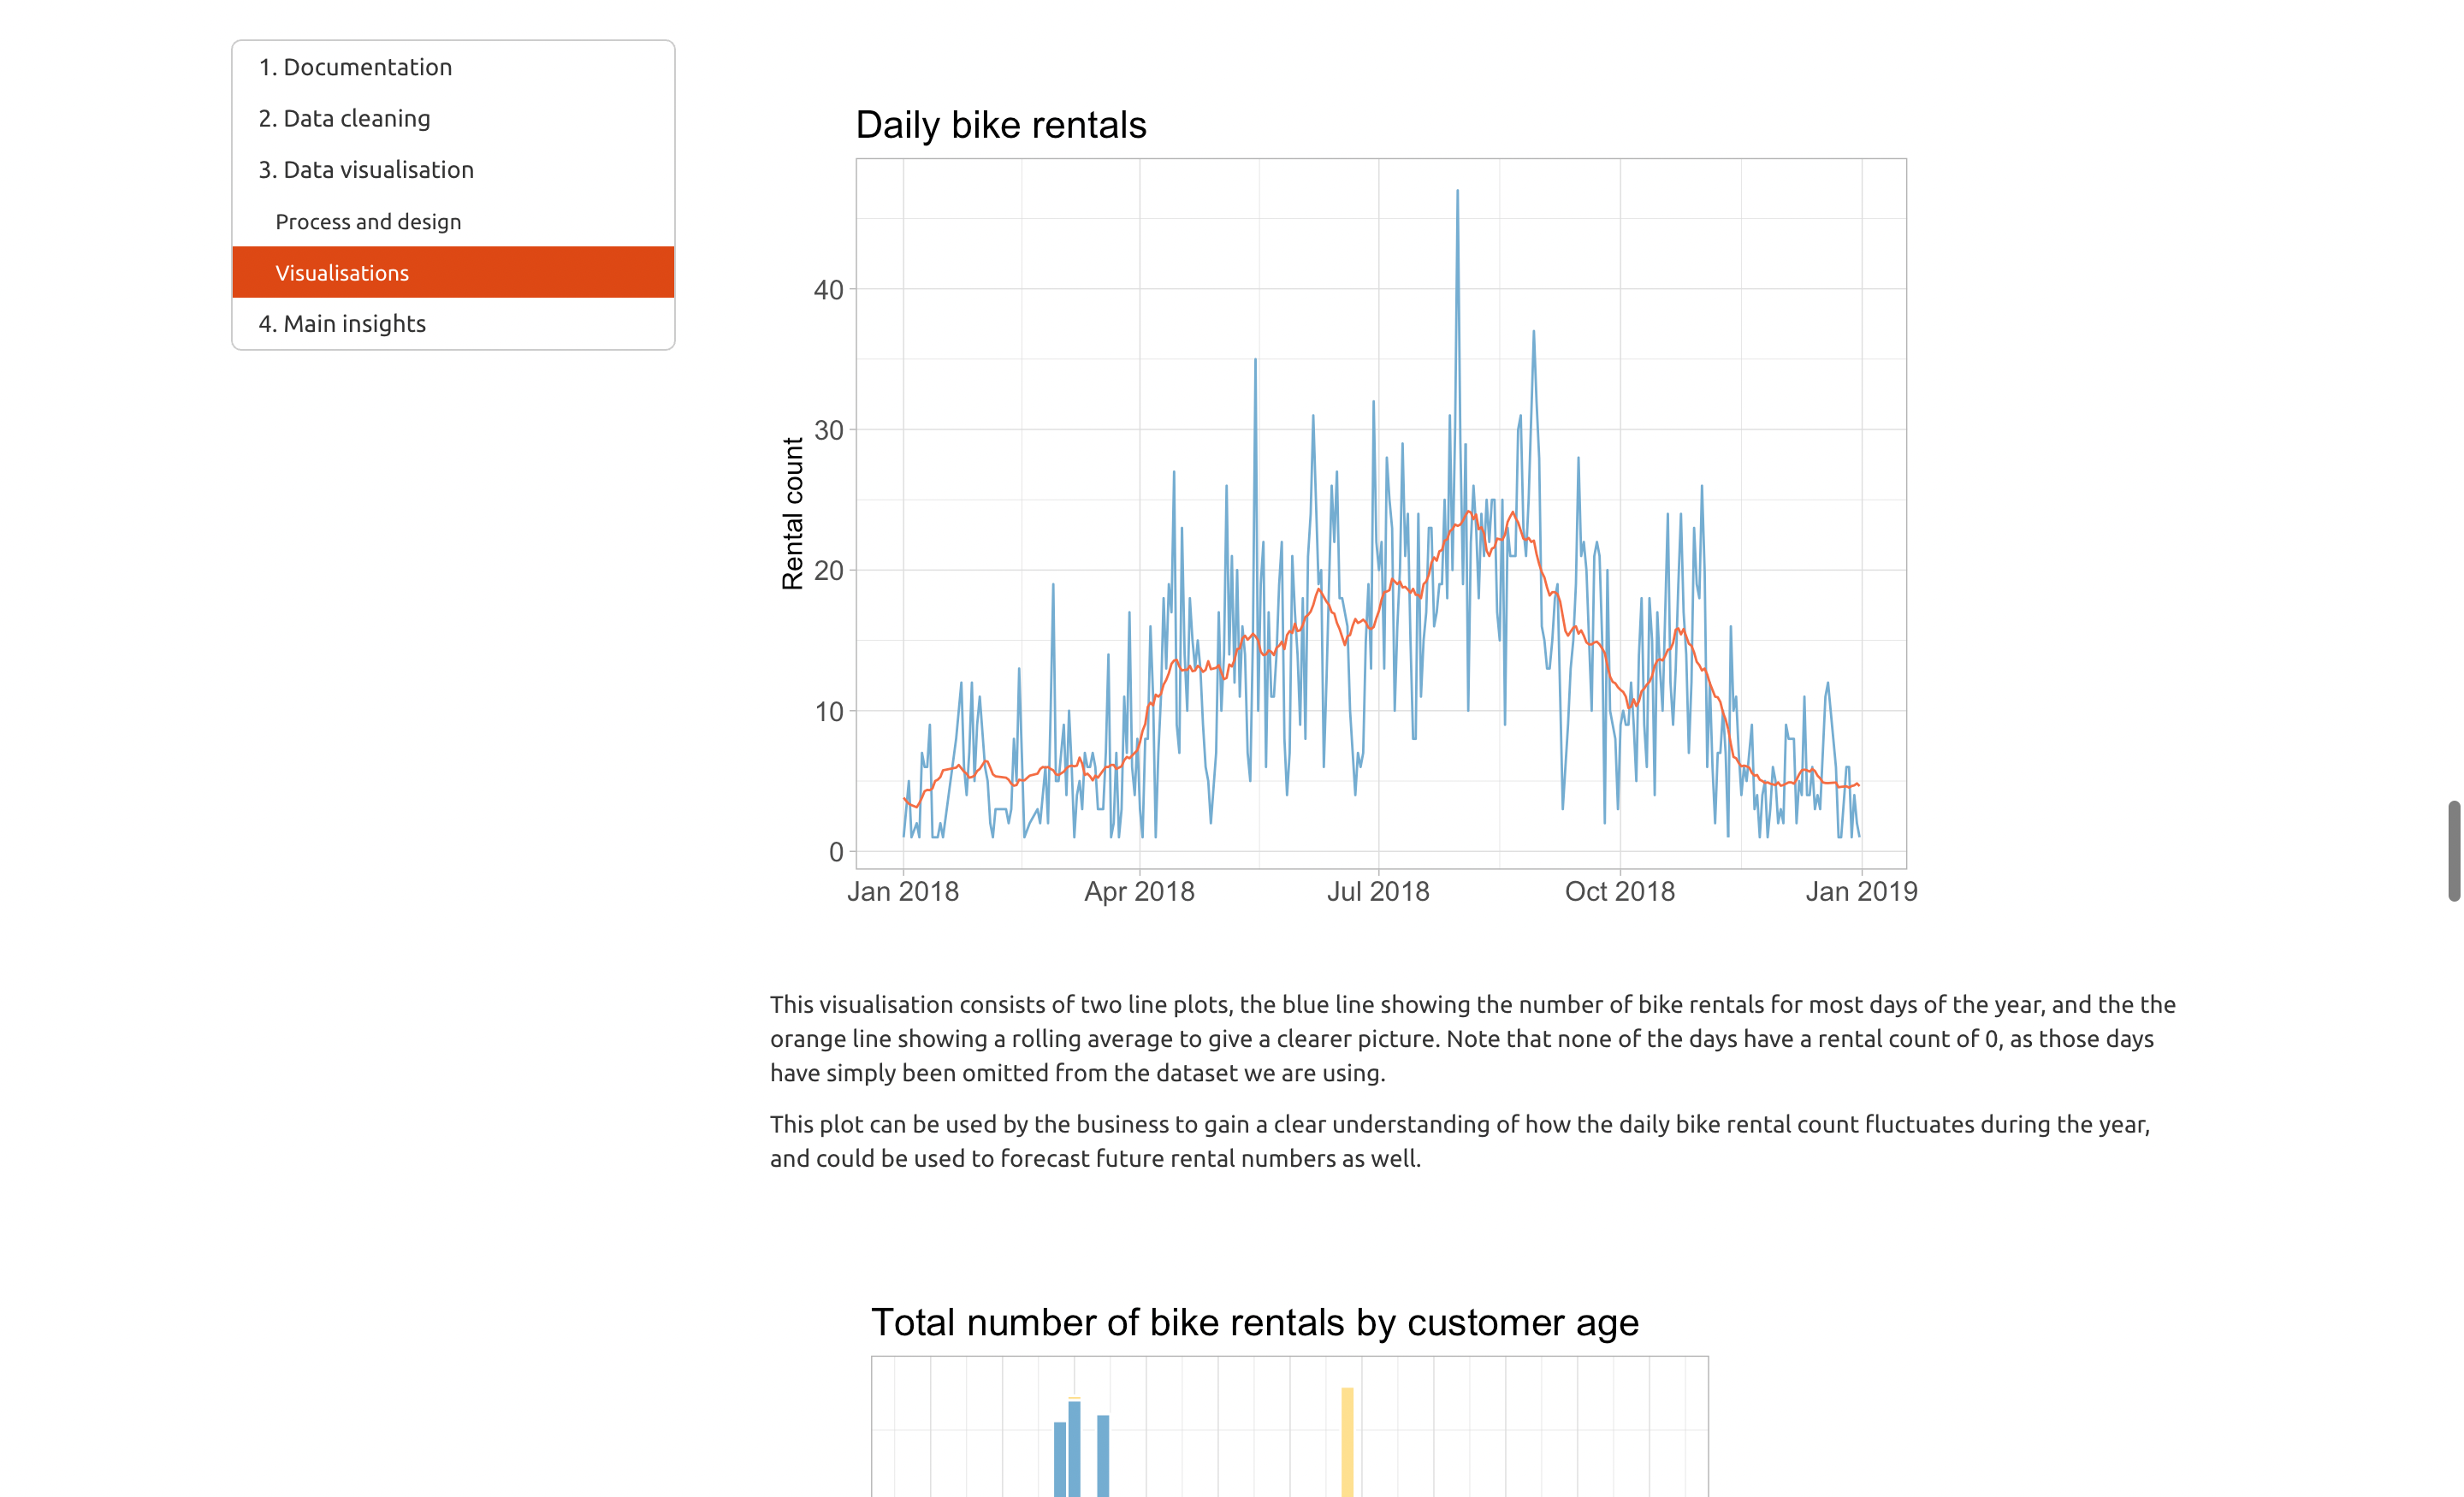 1. Documentation
2. Data cleaning
3. Data visualisation
Process and design
Visualisations
4. Main insights
Daily bike rentals
Rental count
40
30
20
10
0
Jan 2018
Apr 2018
Jul 2018
Oct 2018
Jan 2019
This visualisation consists of two line plots, the blue line showing the number of bike rentals for most days of the year, and the the
orange line showing a rolling average to give a clearer picture. Note that none of the days have a rental count of 0, as those days
have simply been omitted from the dataset we are using.
This plot can be used by the business to gain a clear understanding of how the daily bike rental count fluctuates during the year,
and could be used to forecast future rental numbers as well.
Total number of bike rentals by customer age